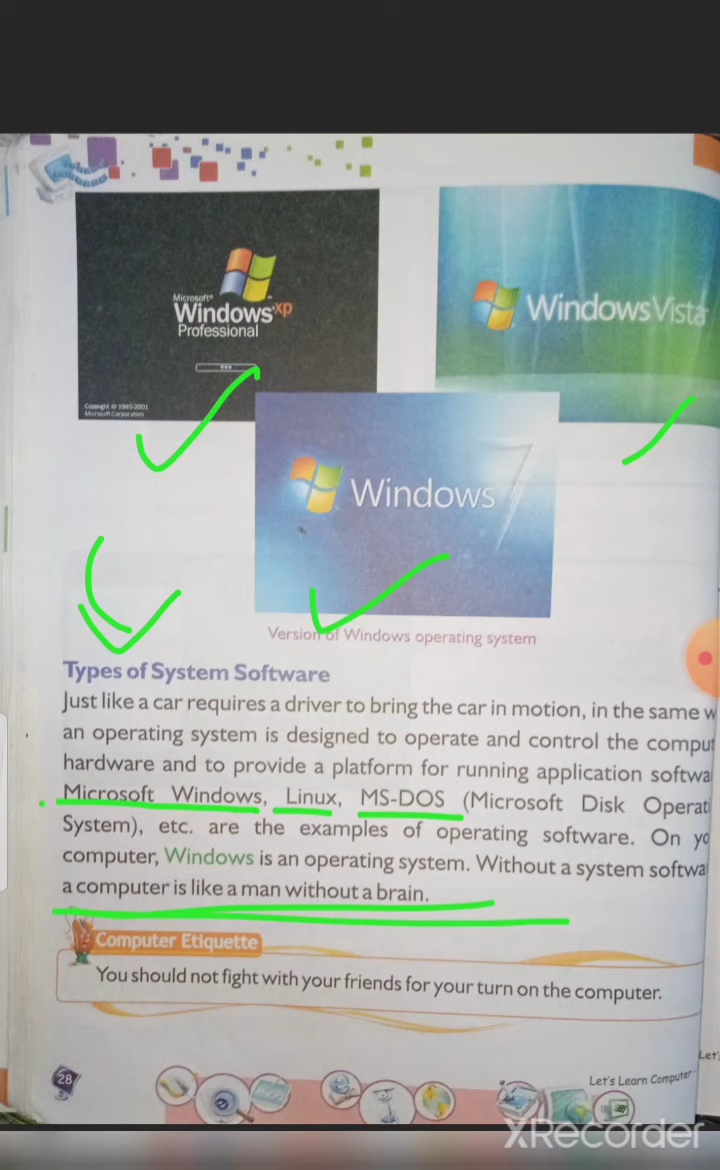 Microsoft®
Windows xp
Professional
Copyright © 1985-2001
Microsoft Corporation
Windows Vista
Windows 7
Version of Windows operating system
Types of System Software
Just like a car requires a driver to bring the car in motion, in the same w
an operating system is designed to operate and control the comput
hardware and to provide a platform for running application softwa
Microsoft Windows, Linux, MS-DOS (Microsoft Disk Operat
System), etc. are the examples of operating software. On yo
computer, Windows is an operating system. Without a system softwa
a computer is like a man without a brain.
Computer Etiquette
You should not fight with your friends for your turn on the computer.
28
Let's Learn Computer
Let's
XRecorder